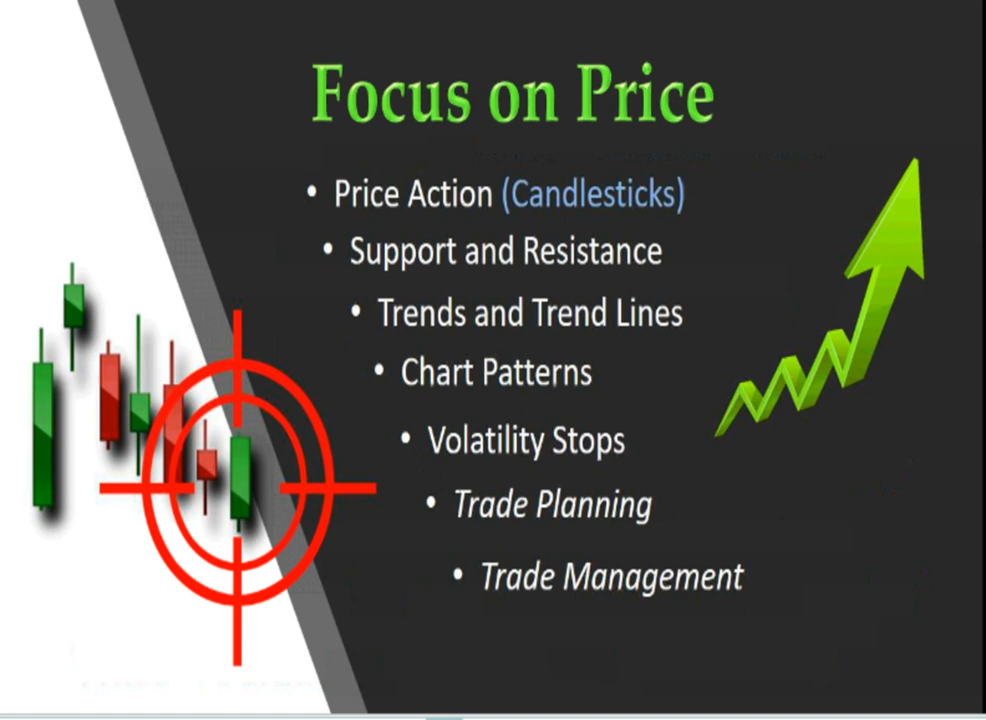 Focus on Price
• Price Action (Candlesticks)
• Support and Resistance
• Trends and Trend Lines
• Chart Patterns
• Volatility Stops
• Trade Planning
• Trade Management